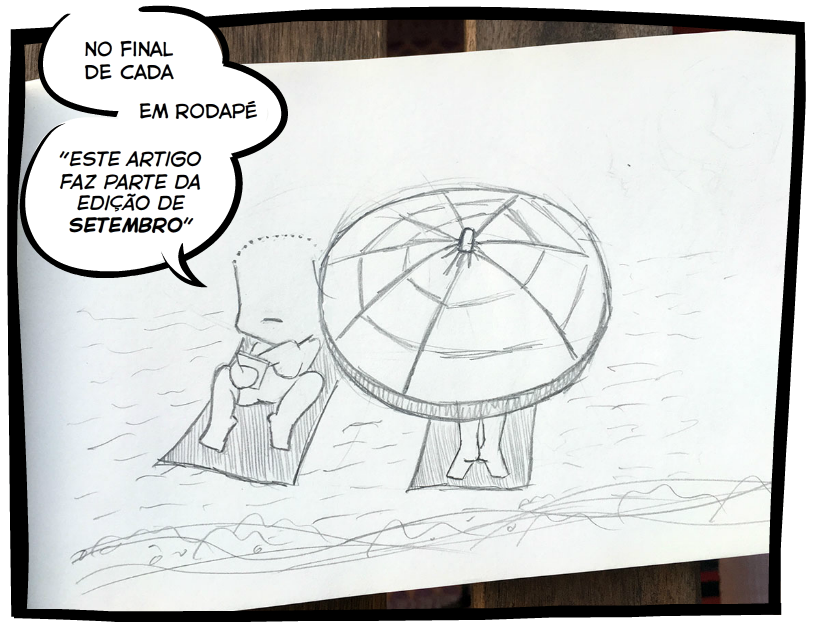 NO FINAL
DE CADA
EM RODAPÉ
"ESTE ARTIGO
FAZ PARTE DA
EDIÇÃO DE
SETEMBRO"